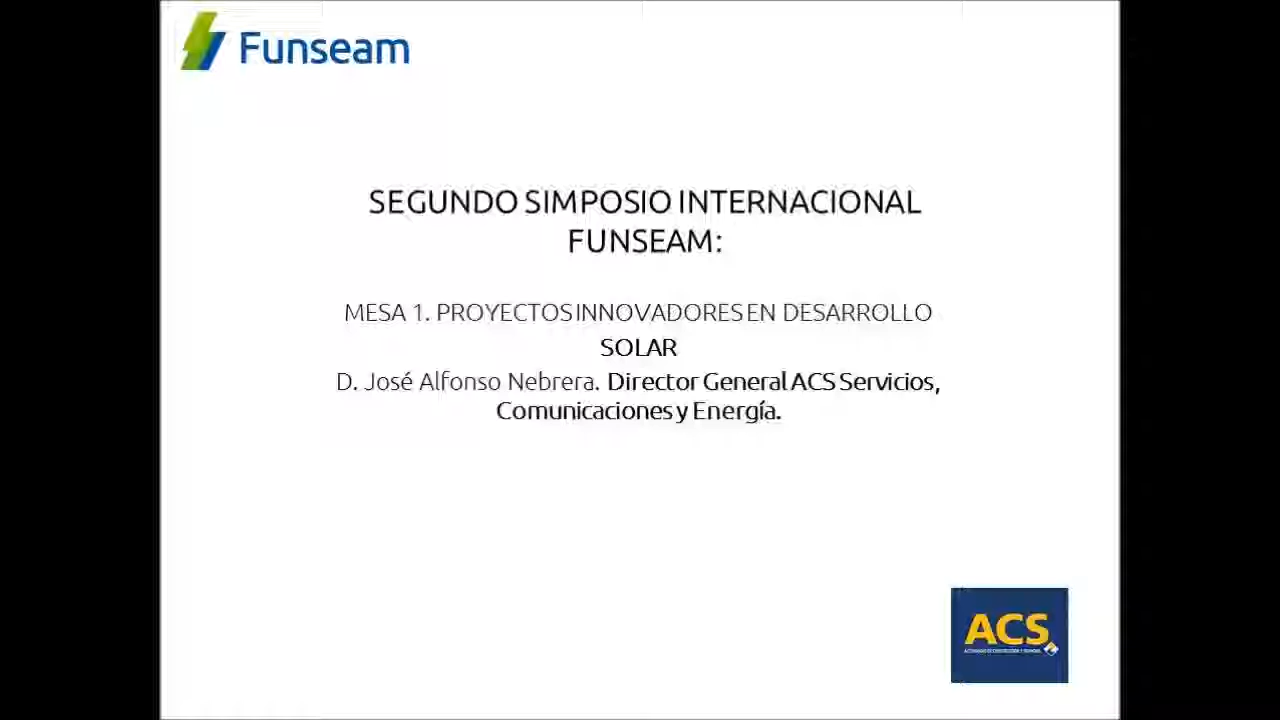 Funseam
SEGUNDO SIMPOSIO INTERNACIONAL
FUNSEAM:
MESA 1. PROYECTOS INNOVADORES EN DESARROLLO
SOLAR
D. José Alfonso Nebrera. Director General ACS Servicios,
Comunicaciones y Energía.
ACS